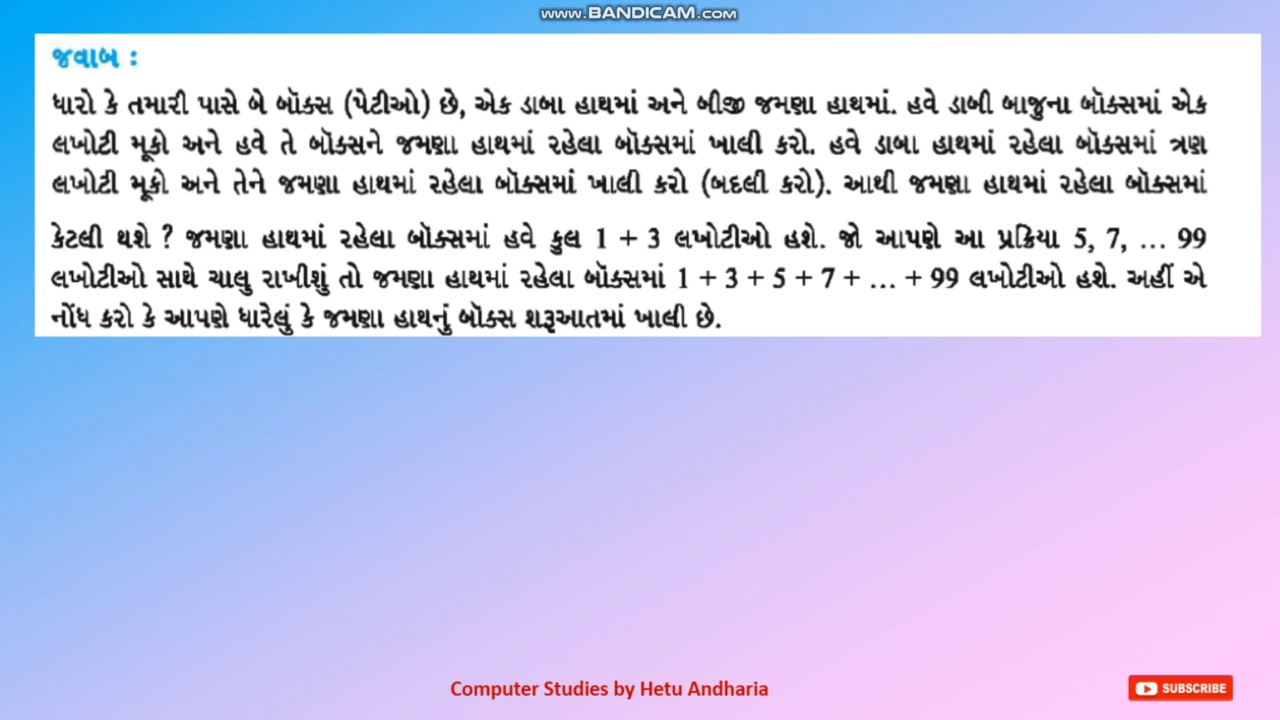 www.BANDICAM.com
જવાબ :
ધારો કે તમારી પાસે બે બૉક્સ (પેટીઓ) છે, એક ડાબા હાથમાં અને બીજી જમણા હાથમાં. હવે ડાબી બાજુના બૉક્સમાં એક
લખોટી મૂકો અને હવે તે બૉક્સને જમણા હાથમાં રહેલા બૉક્સમાં ખાલી કરો. હવે ડાબા હાથમાં રહેલા બૉક્સમાં ત્રણ
લખોટી મૂકો અને તેને જમણા હાથમાં રહેલા બૉક્સમાં ખાલી કરો (બદલી કરો). આથી જમણા હાથમાં રહેલા બૉક્સમાં
કેટલી થશે ? જમણા હાથમાં રહેલા બૉક્સમાં હવે કુલ 1 + 3 લખોટીઓ હશે. જો આપણે આ પ્રક્રિયા 5, 7, ... 99
લખોટીઓ સાથે ચાલુ રાખીશું તો જમણા હાથમાં રહેલા બૉક્સમાં 1 + 3 + 5 + 7 + ... + 99 લખોટીઓ હશે. અહીં એ
નોંધ કરો કે આપણે ધારેલું કે જમણા હાથનું બૉક્સ શરૂઆતમાં ખાલી છે.
Computer Studies by Hetu Andharia
SUBSCRIBE